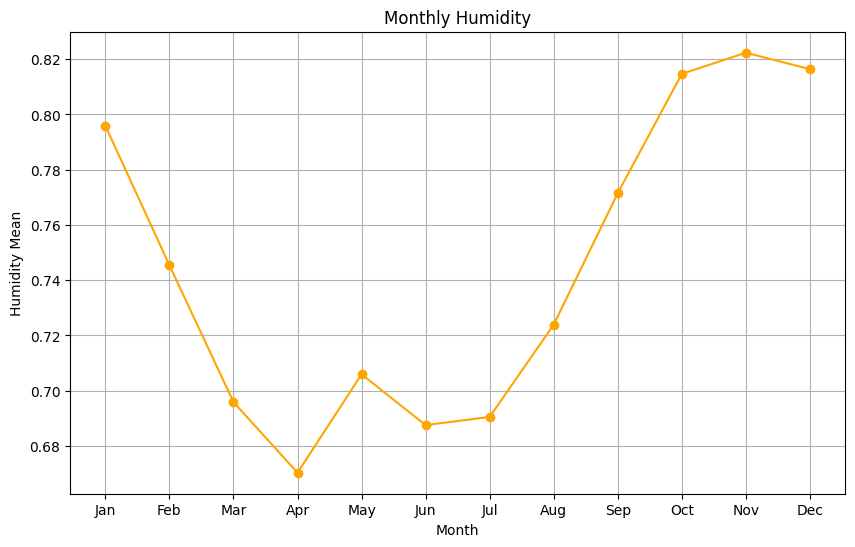 Monthly Humidity
Humidity Mean
0.82
0.80
0.78
0.76
0.74
0.72
0.70
0.68
Jan Feb Mar Apr May Jun Jul Aug Sep Oct Nov Dec
Month